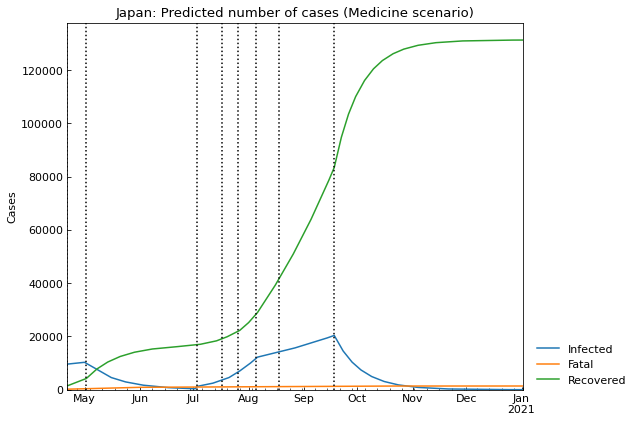 Japan: Predicted number of cases (Medicine scenario)
120000
100000
80000
60000
40000
20000
0
Cases
May Jun Jul Aug Sep Oct Nov Dec Jan
2021
Infected
Fatal
Recovered